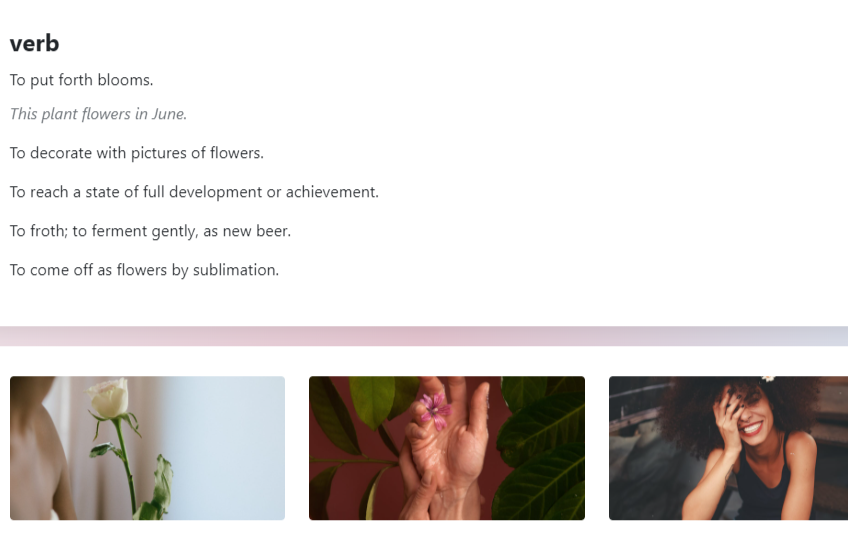 verb
To put forth blooms.
This plant flowers in June.
To decorate with pictures of flowers.
To reach a state of full development or achievement.
To froth; to ferment gently, as new beer.
To come off as flowers by sublimation.